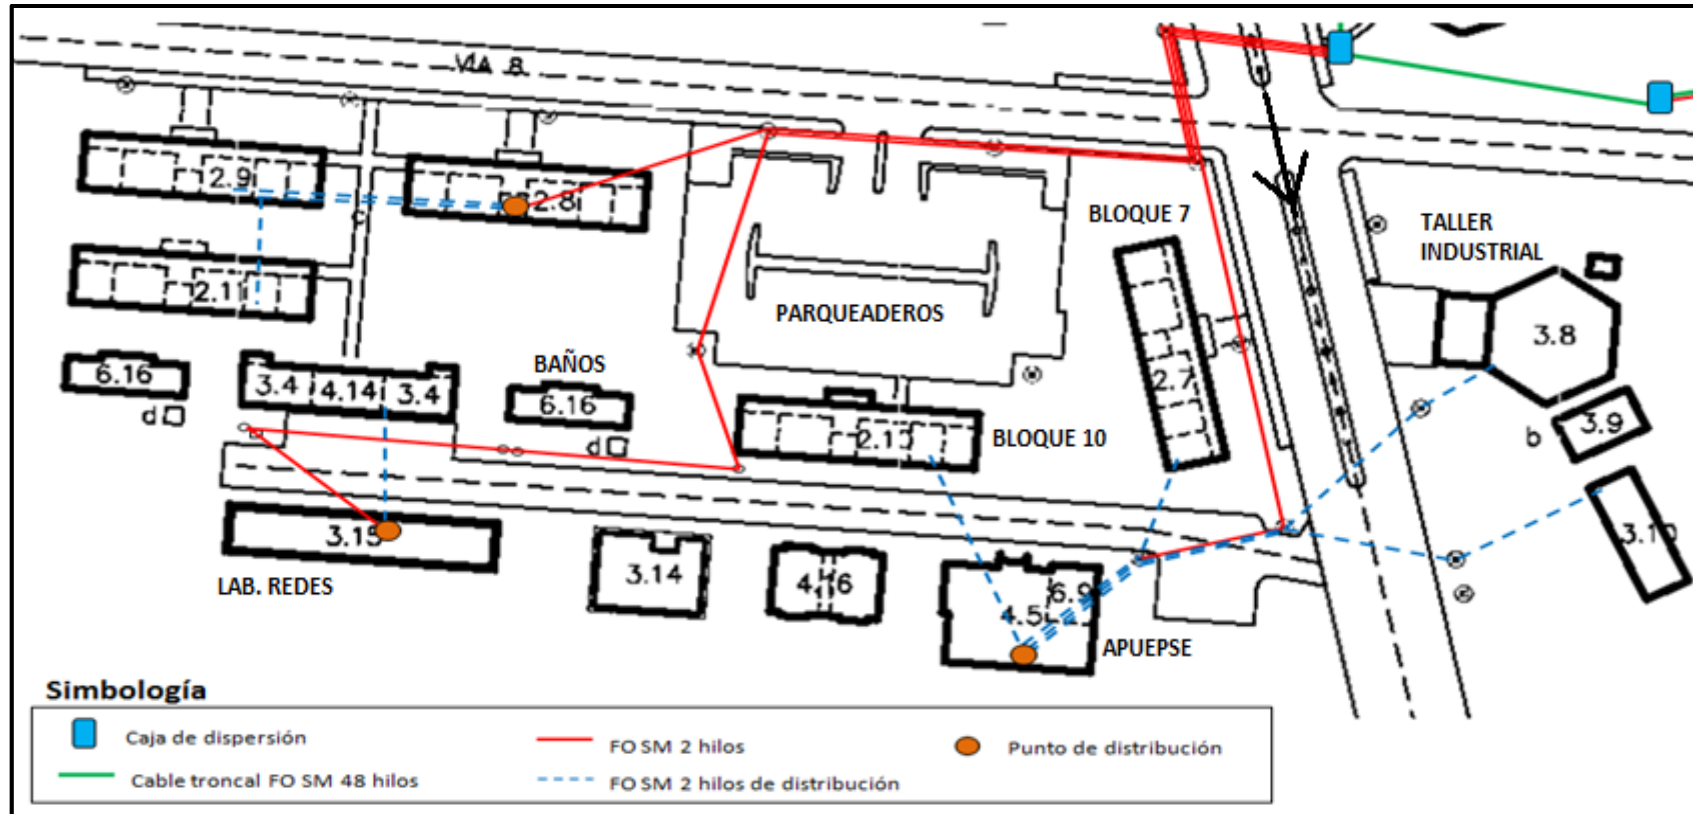 VIA 8
2.9
2.8
BLOQUE 7
TALLER
INDUSTRIAL
c
2.11
PARQUEADEROS
3.8
2.7
BAÑOS
6.16
3.4
4.14
3.4
6.16
d
d
2.1
BLOQUE 10
b
3.9
3.15
3.10
LAB. REDES
3.14
4.16
6.9
4.5
APUEPSE
Simbología
Caja de dispersión
FO SM 2 hilos
Punto de distribución
Cable troncal FO SM 48 hilos
FO SM 2 hilos de distribución